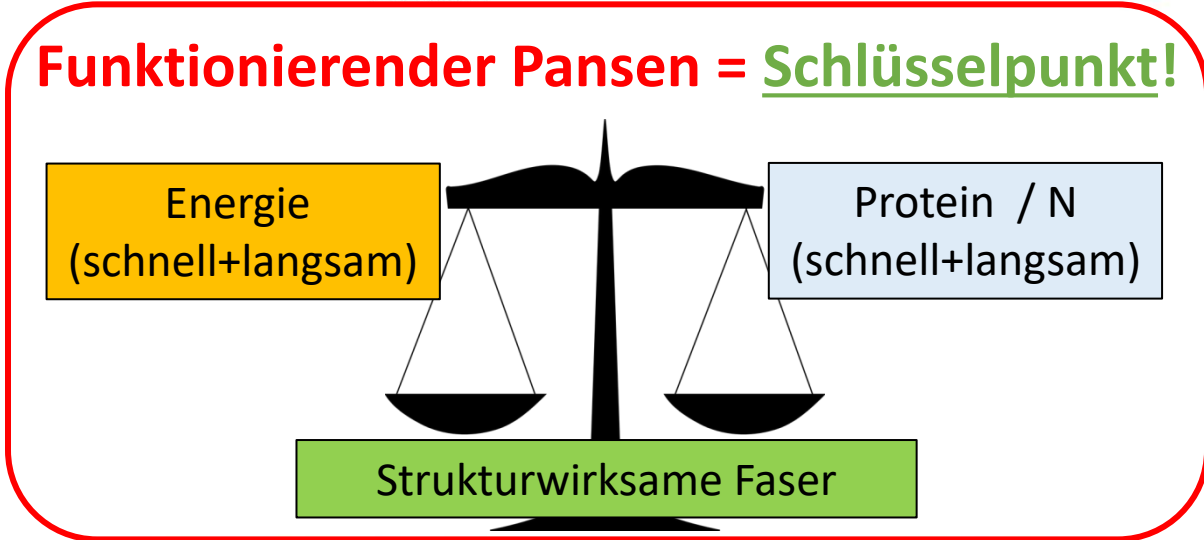 Funktionierender Pansen = Schlüsselpunkt!
Energie
(schnell+langsam)
Protein / N
(schnell+langsam)
Strukturwirksame Faser